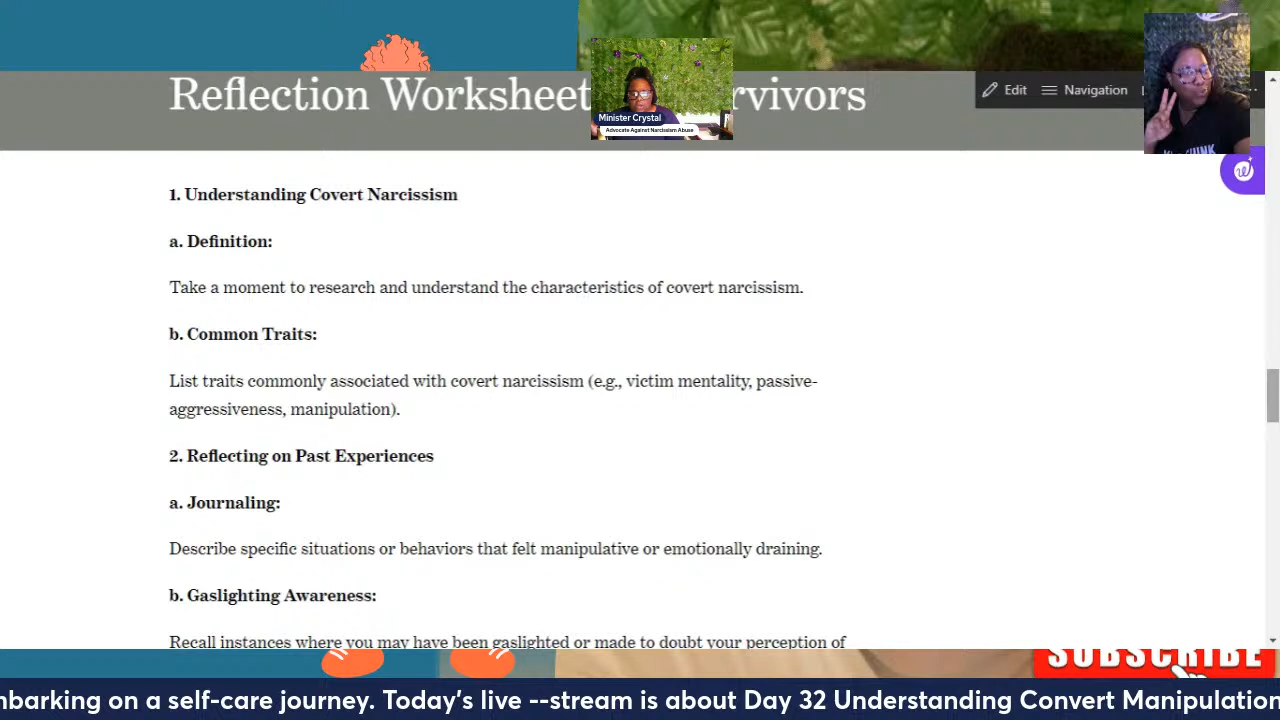 Reflection Worksheet rvivors
Edit
Navigation
Minister Crystal
Advocate Against Narcissism Abuse
1. Understanding Covert Narcissism
a. Definition:
Take a moment to research and understand the characteristics of covert narcissism.
b. Common Traits:
List traits commonly associated with covert narcissism (e.g., victim mentality, passive-
aggressiveness, manipulation).
2. Reflecting on Past Experiences
a. Journaling:
Describe specific situations or behaviors that felt manipulative or emotionally draining.
b. Gaslighting Awareness:
Recall instances where you may have been gaslighted or made to doubt your perception of
SUBSCRIBE
mbarking on a self-care journey. Today's live --stream is about Day 32 Understanding Convert Manipulation